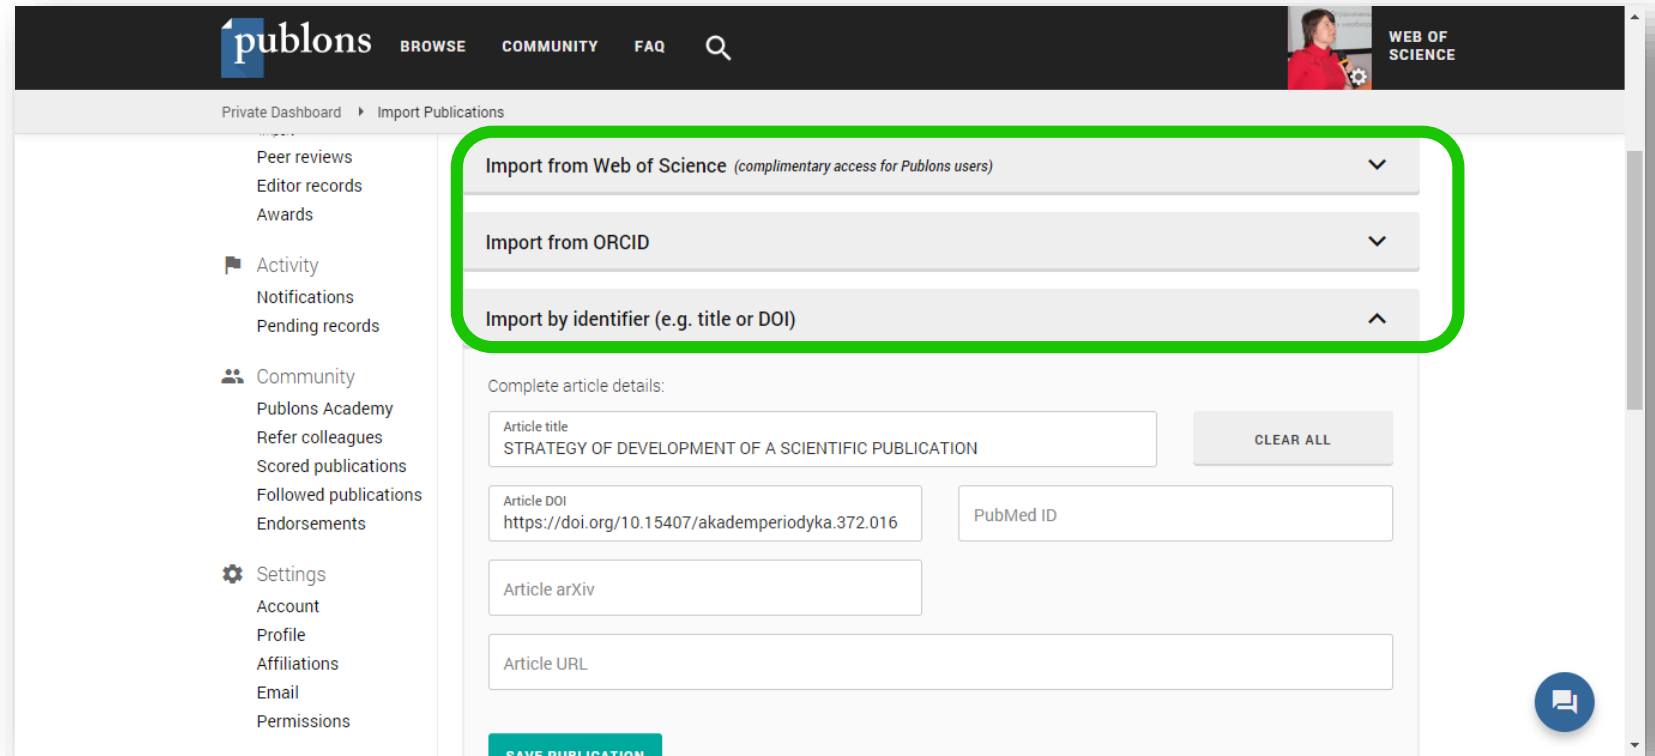 publons BROWSE COMMUNITY FAQ
WEB OF
SCIENCE
Private Dashboard Import Publications
Peer reviews
Editor records
Awards
Activity
Notifications
Pending records
Community
Publons Academy
Refer colleagues
Scored publications
Followed publications
Endorsements
Settings
Account
Profile
Affiliations
Email
Permissions
Import from Web of Science (complimentary access for Publons users)
Import from ORCID
Import by identifier (e.g. title or DOI)
Complete article details:
Article title
STRATEGY OF DEVELOPMENT OF A SCIENTIFIC PUBLICATION
CLEAR ALL
Article DOI
https://doi.org/10.15407/akademperiodyka.372.016
PubMed ID
Article arXiv
Article URL
SAVE PUBLICATION